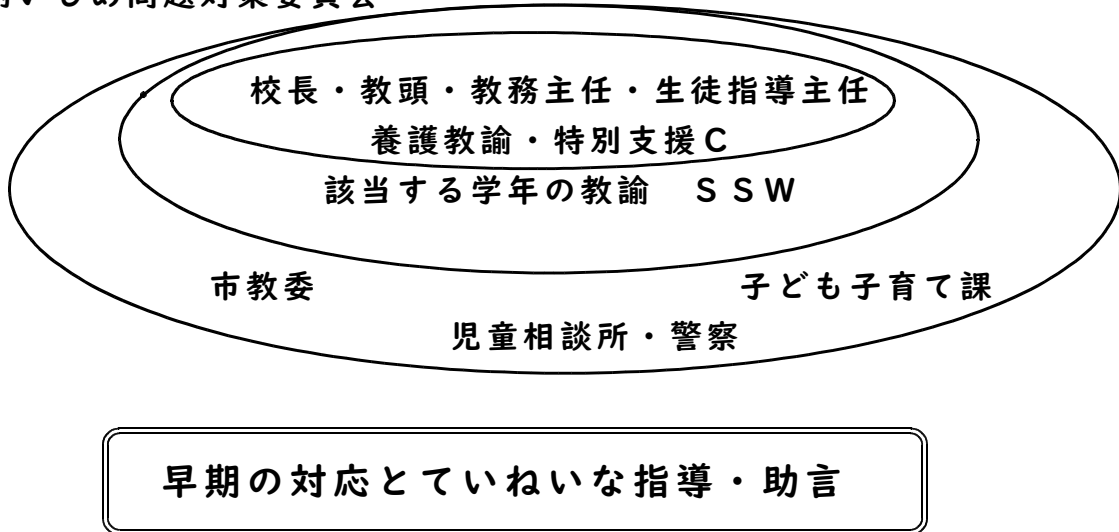 いじめ問題対策委員会
校長・教頭・教務主任・生徒指導主任
養護教諭・特別支援C
該当する学年の教諭 SSW
市教委 子ども子育て課
児童相談所・警察
早期の対応とていねいな指導・助言